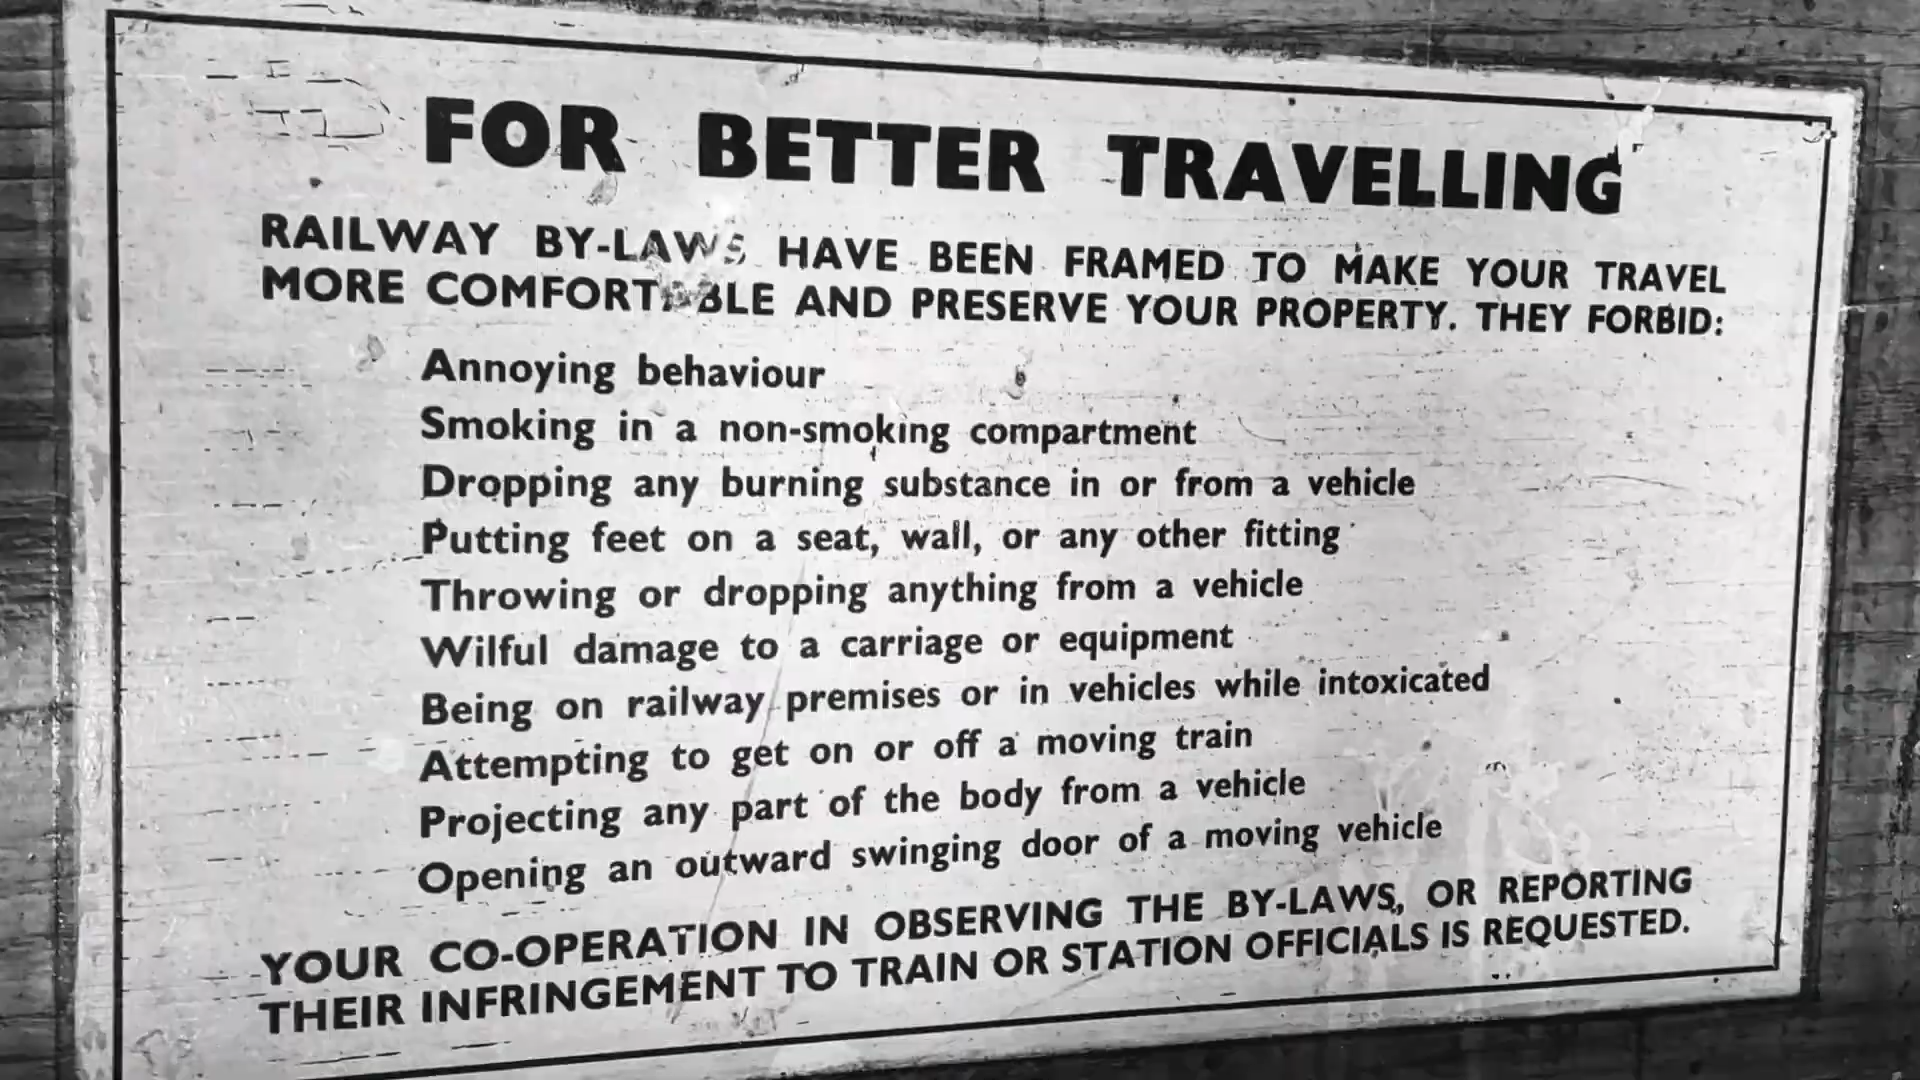 FOR BETTER TRAVELLING
RAILWAY BY-LAWS HAVE BEEN FRAMED TO MAKE YOUR TRAVEL
MORE COMFORTABLE AND PRESERVE YOUR PROPERTY. THEY FORBID:
Annoying behaviour
Smoking in a non-smoking compartment
Dropping any burning substance in or from a vehicle
Putting feet on a seat, wall, or any other fitting
Throwing or dropping anything from a vehicle
Wilful damage to a carriage or equipment
Being on railway premises or in vehicles while intoxicated
Attempting to get on or off a moving train
Projecting any part of the body from a vehicle
Opening an outward swinging door of a moving vehicle
YOUR CO-OPERATION IN OBSERVING THE BY-LAWS, OR REPORTING
THEIR INFRINGEMENT TO TRAIN OR STATION OFFICIALS IS REQUESTED.